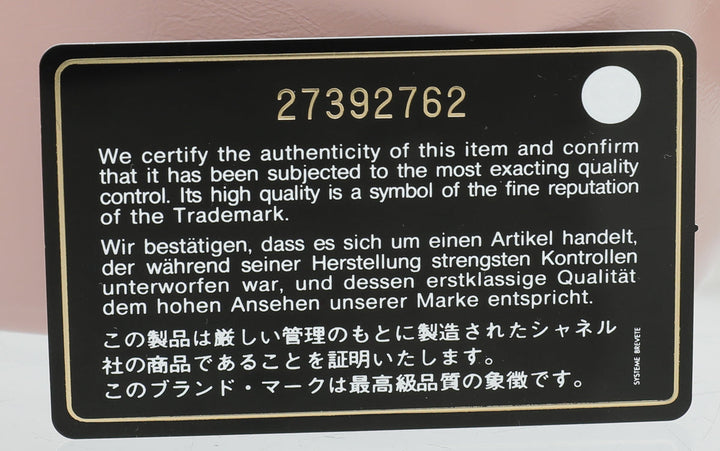 27392762
We certify the authenticity of this item and confirm
that it has been subjected to the most exacting quality
control. Its high quality is a symbol of the fine reputation
of the Trademark.
Wir bestätigen, dass es sich um einen Artikel handelt,
der während seiner Herstellung strengsten Kontrollen
unterworfen war, und dessen erstklassige Qualität
dem hohen Ansehen unserer Marke entspricht.
この製品は厳しい管理のもとに製造されたシャネル
社の商品であることを証明いたします。
このブランド・マークは最高級品質の象徴です。
SYSTEME BREVETE